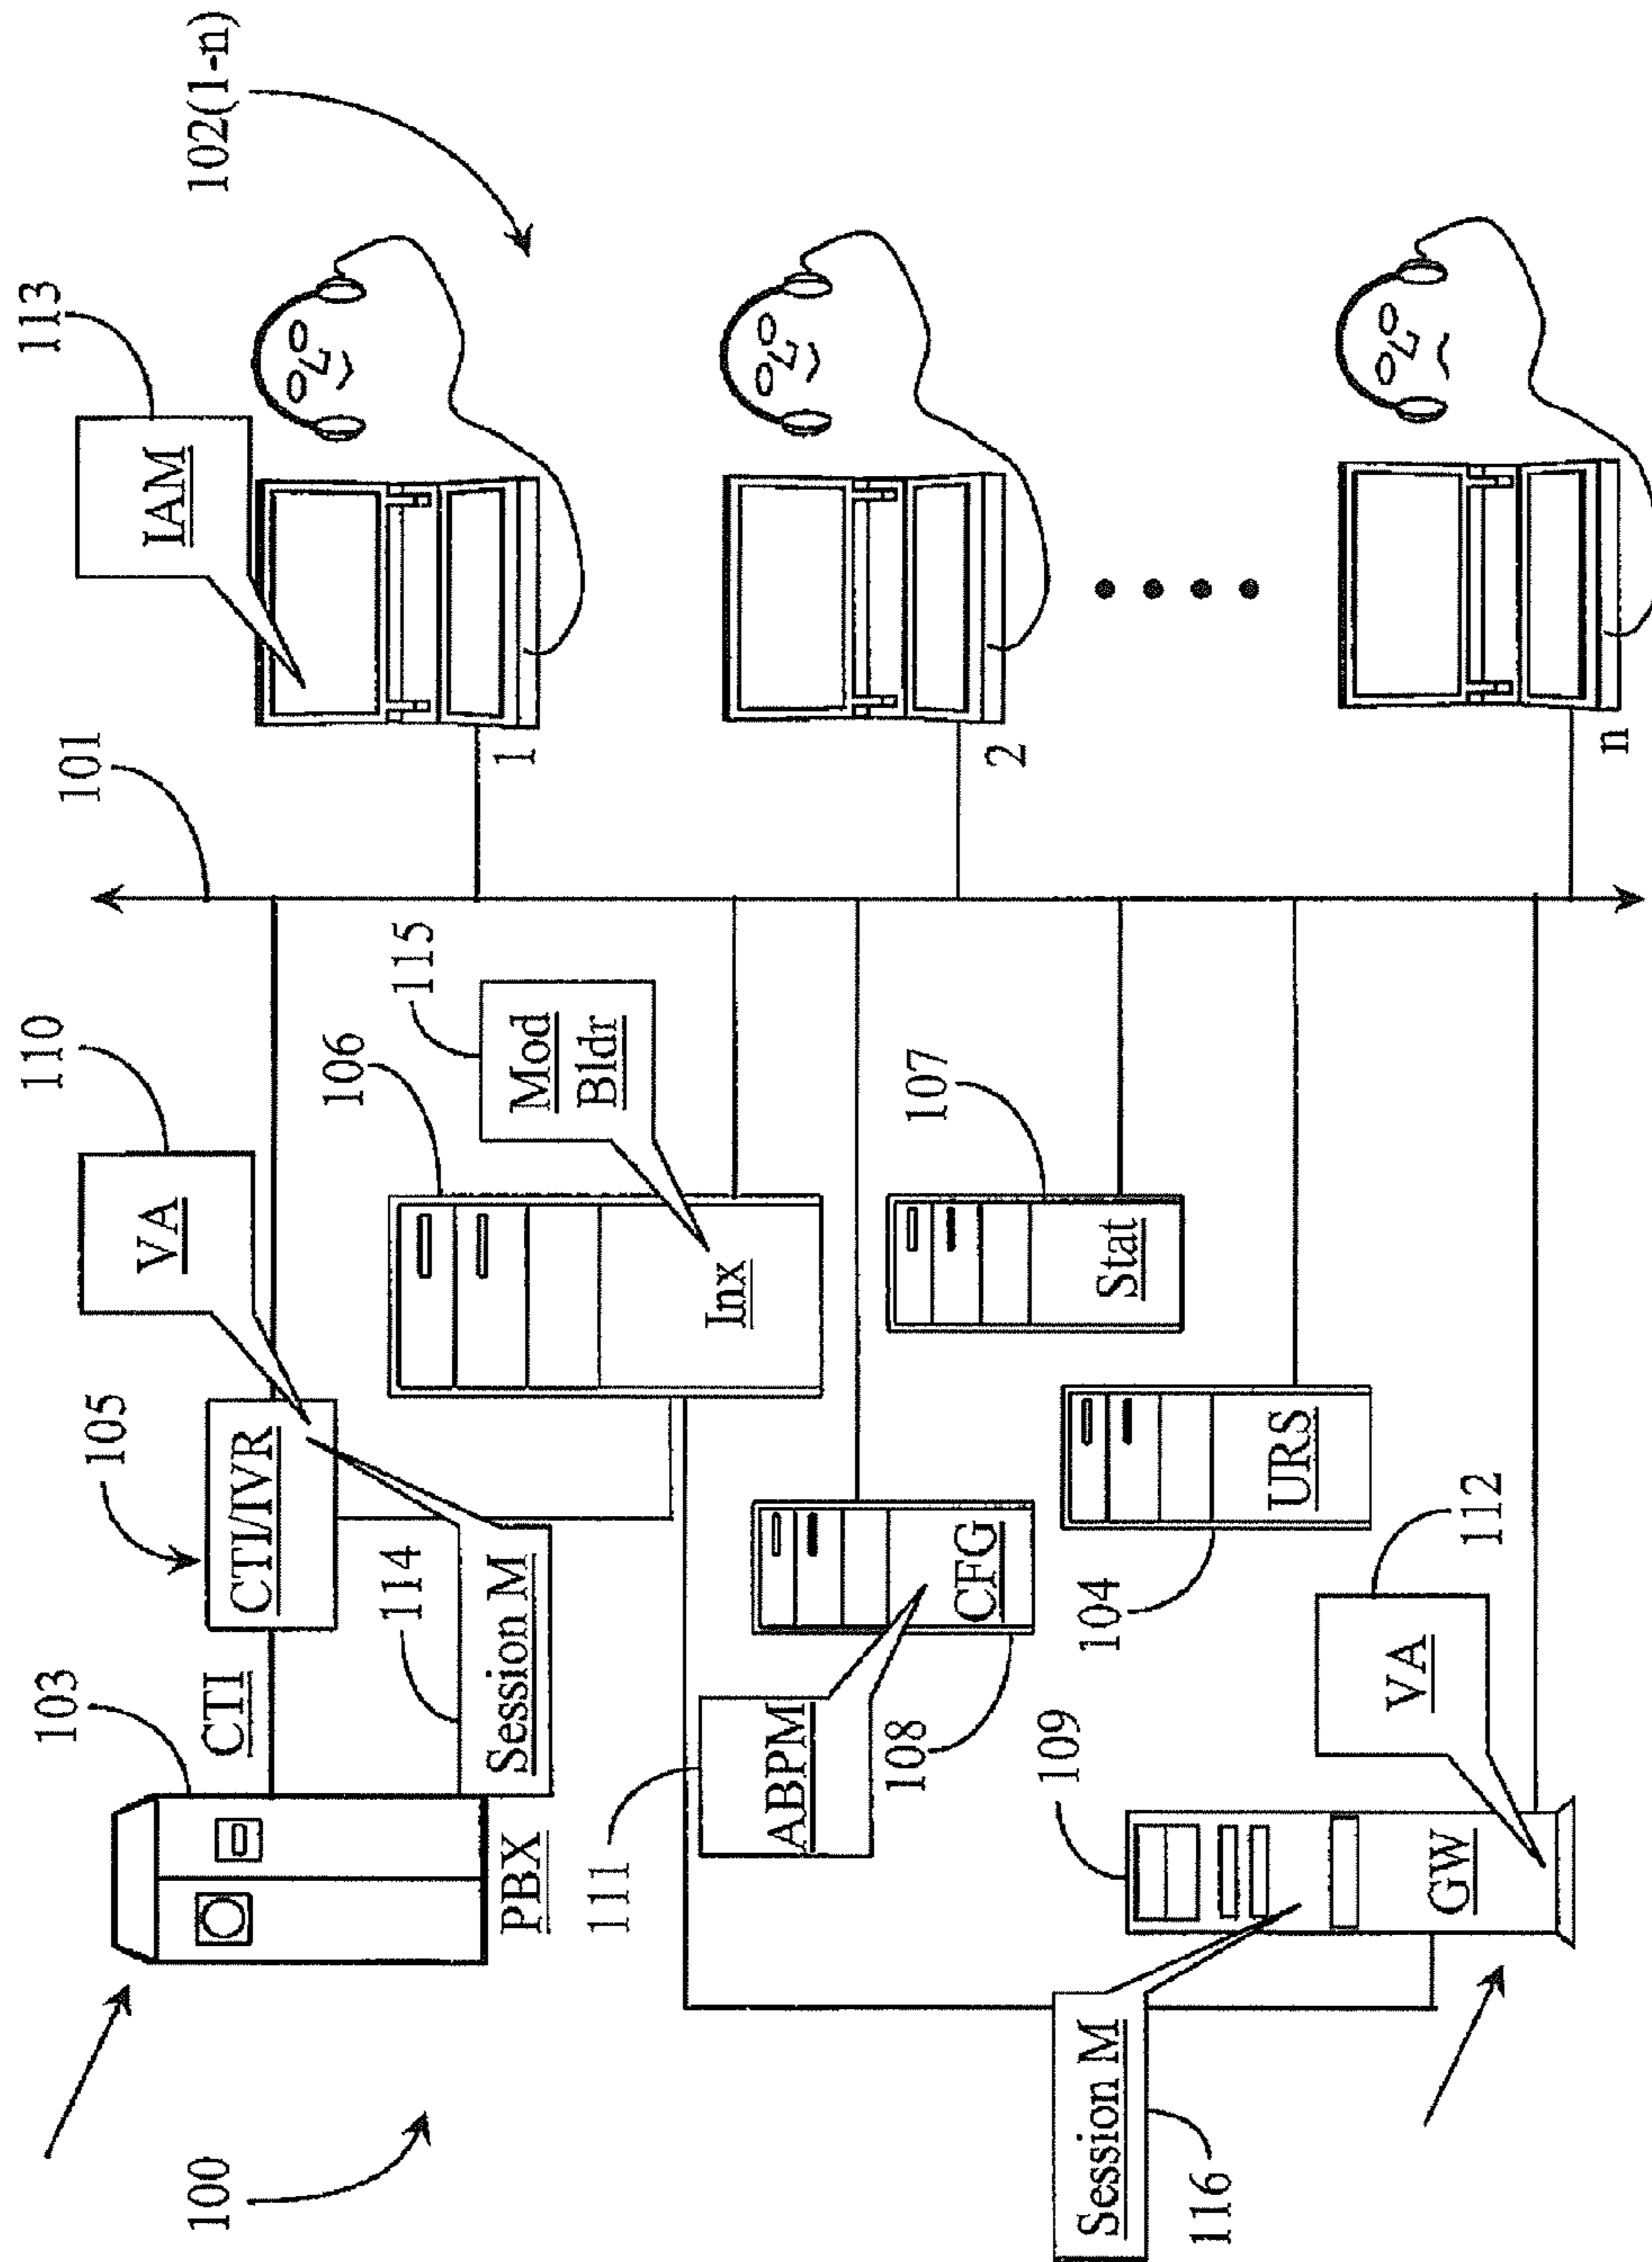 100
103
PBX
CTI
105
CTI/IVR
110
VA
101
113
IAM
102(1-n)
114
Session M
106
Inx
115
Mod
Bldr
1
111
ABPM
108
CFG
107
Stat
2
104
URS
109
GW
112
VA
116
Session M
n